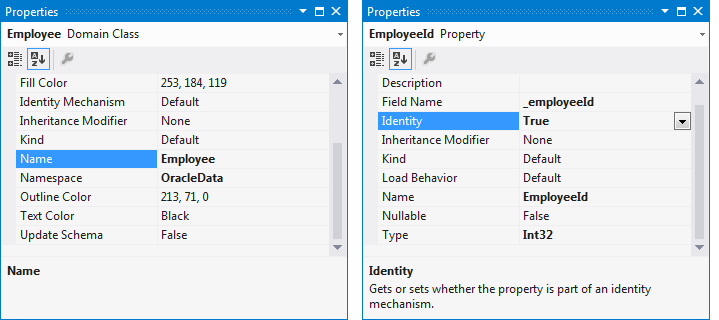 Properties
Employee Domain Class
Fill Color 253, 184, 119
Identity Mechanism Default
Inheritance Modifier None
Kind Default
Name Employee
Namespace OracleData
Outline Color 213, 71, 0
Text Color Black
Update Schema False
Name
Properties
EmployeeId Property
Description
Field Name _employeeId
Identity True
Inheritance Modifier None
Kind Default
Load Behavior Default
Name EmployeeId
Nullable False
Type Int32
Identity
Gets or sets whether the property is part of an identity
mechanism.